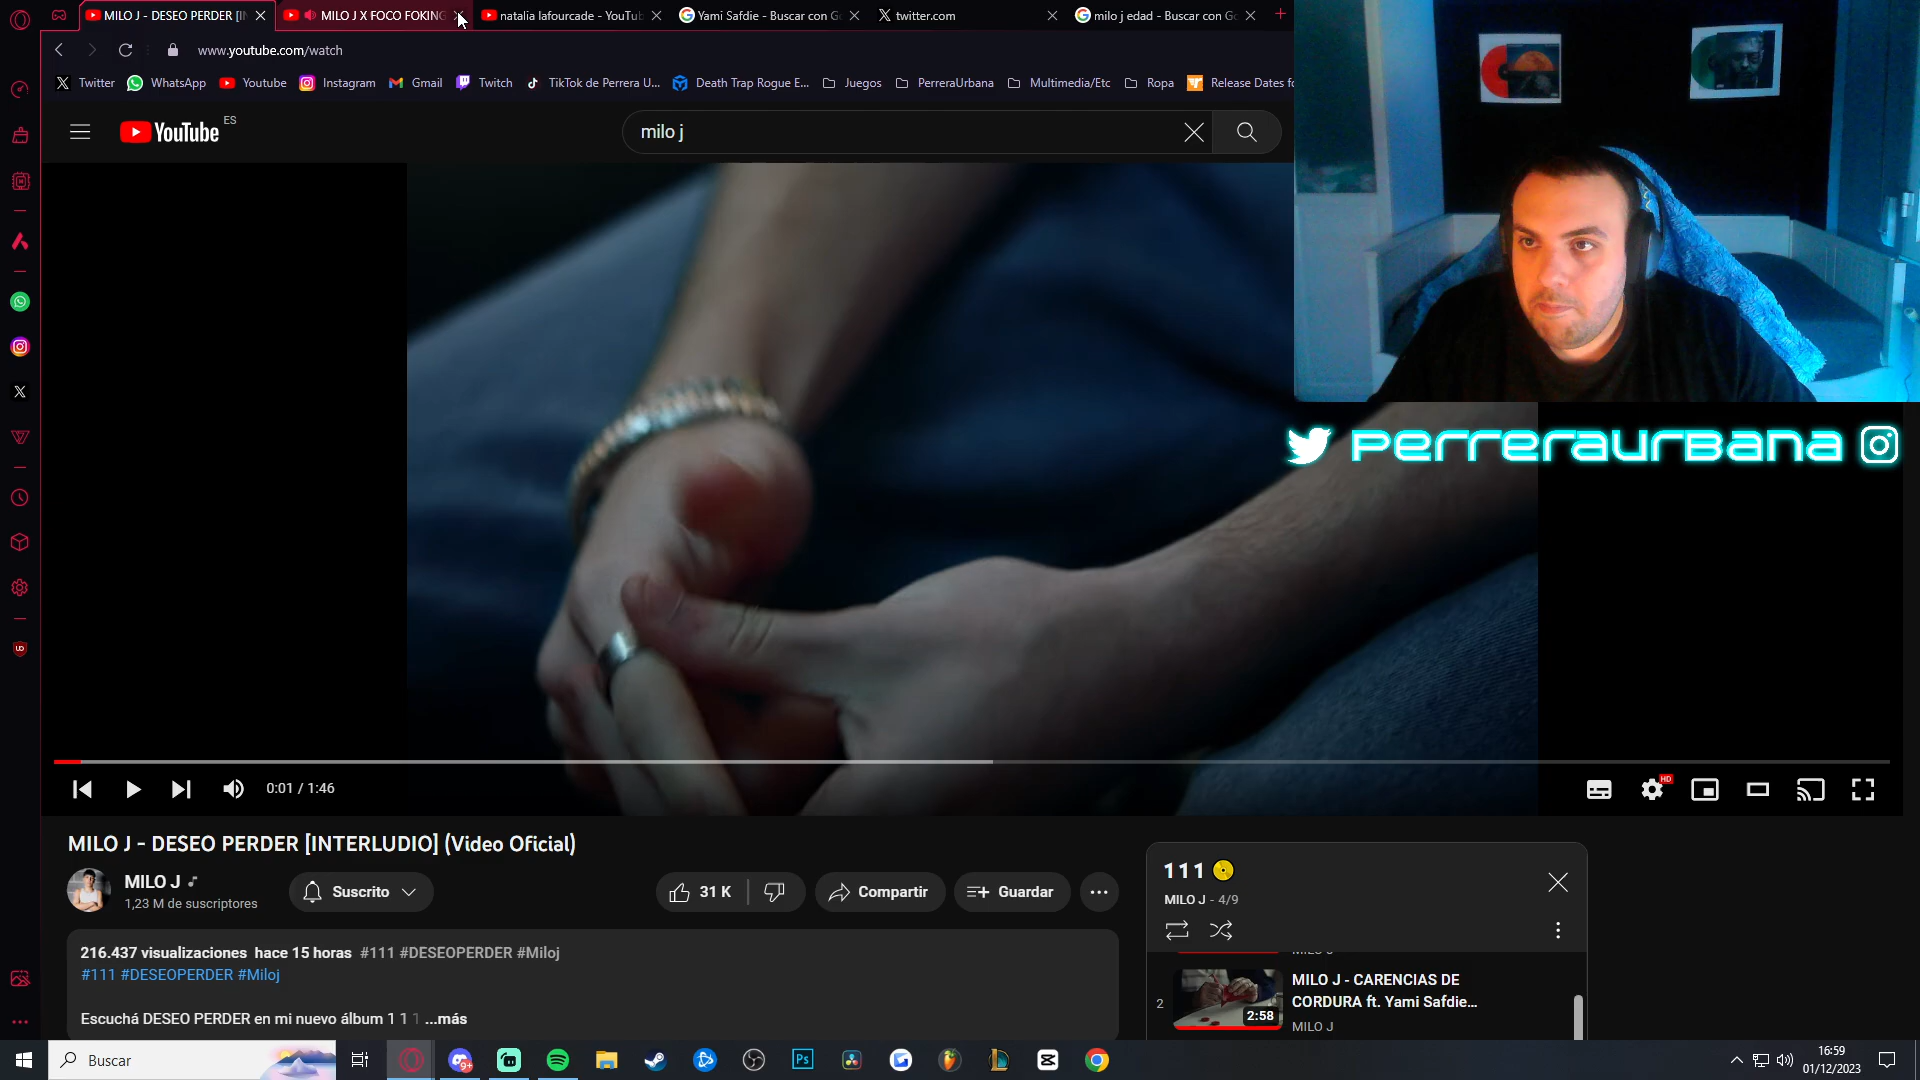 MILO J - DESEO PERDER [IN
MILO J X FOCO FOKING
natalia lafourcade - YouTu
Yami Safdie - Buscar con Go
twitter.com
milo j edad - Buscar con Go
www.youtube.com/watch
Twitter
WhatsApp
Youtube
Instagram
Gmail
Twitch
TikTok de Perrera U...
Death Trap Rogue E...
Juegos
PerreraUrbana
Multimedia/Etc
Ropa
Release Dates fo
YouTube ES
milo j
perreraurbana
0:01 / 1:46
HD
MILO J - DESEO PERDER [INTERLUDIO] (Video Oficial)
MILO J
1,23 M de suscriptores
Suscrito
31 K
Compartir
Guardar
216.437 visualizaciones hace 15 horas #111 #DESEOPERDER #Miloj
#111 #DESEOPERDER #Miloj
Escuchá DESEO PERDER en mi nuevo álbum 1 1 1 ...más
111
MILO J - 4/9
2
2:58
MILO J - CARENCIAS DE
CORDURA ft. Yami Safdie...
MILO J
Buscar
9+
Ps
16:59
01/12/2023